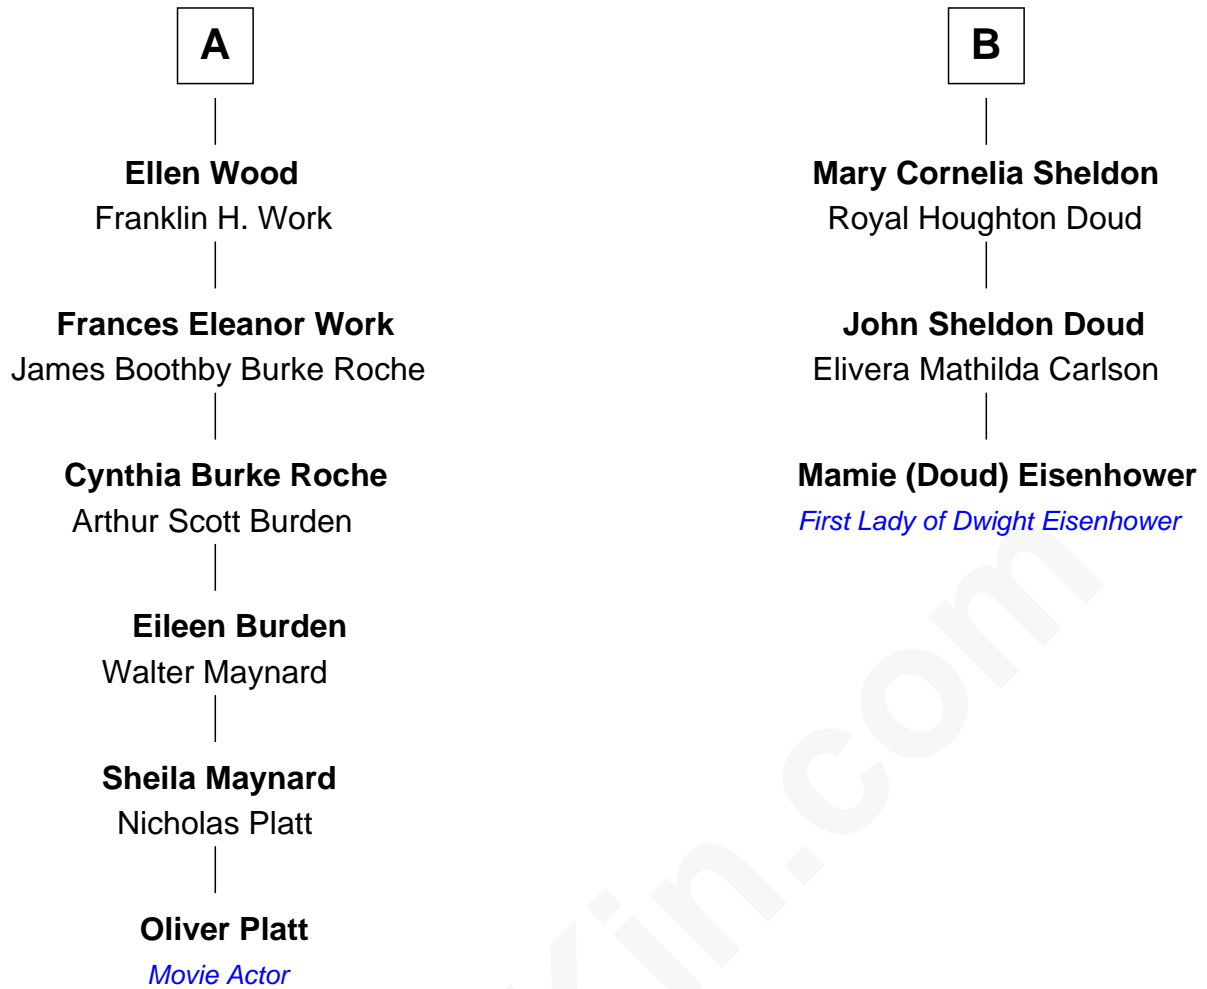 A
Ellen Wood
Franklin H. Work
Frances Eleanor Work
James Boothby Burke Roche
Cynthia Burke Roche
Arthur Scott Burden
Eileen Burden
Walter Maynard
Sheila Maynard
Nicholas Platt
Oliver Platt
Movie Actor
B
Mary Cornelia Sheldon
Royal Houghton Doud
John Sheldon Doud
Elivera Mathilda Carlson
Mamie (Doud) Eisenhower
First Lady of Dwight Eisenhower
in.com